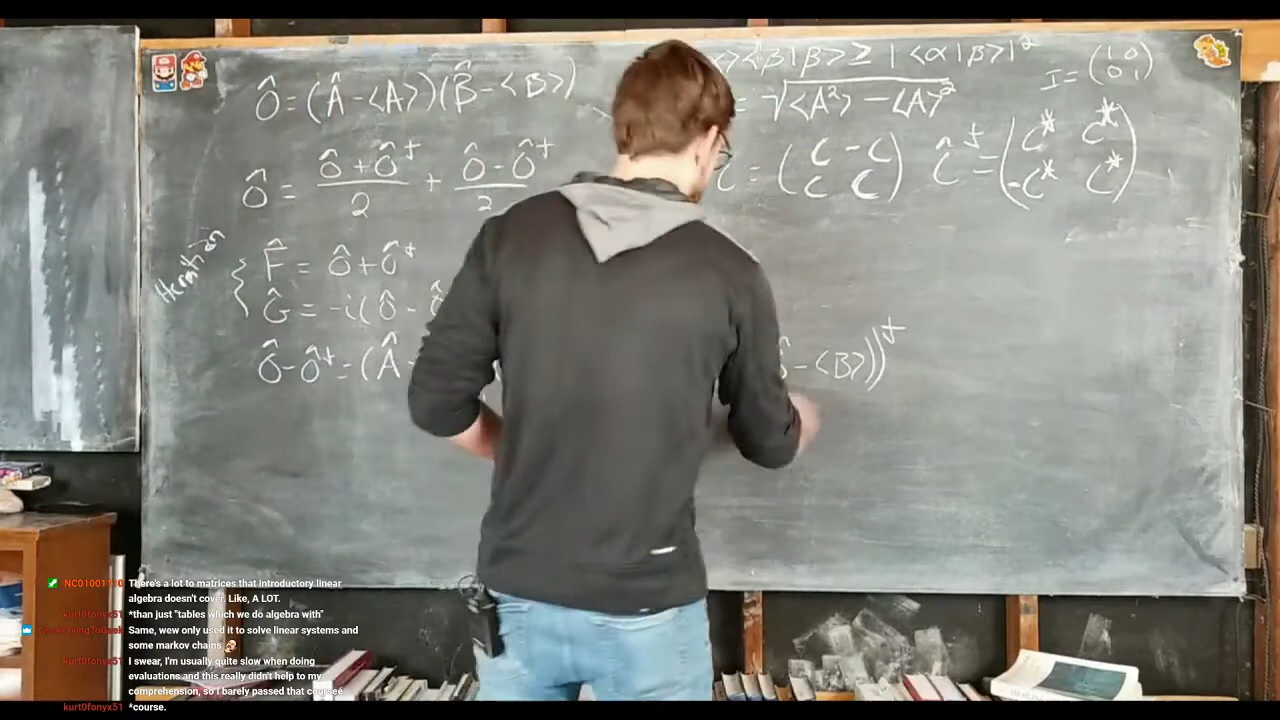 Ô = (Â - <A>)(B̂ - <B>)
><β|β> ≥ |<α|β>|²
I = (1 0
0 1)
= √<A²> - <A>²
Ô = Ô + Ô† / 2 + Ô - Ô† / 2
= (C - C
C C)
Ĉ† = (C* C*
-C* C*)
F̂ = Ô + Ô†
Ĝ = -i(Ô -
Ô - Ô† = (Â
- <B>))†
There's a lot to matrices that introductory linear
algebra doesn't cover. Like, A LOT.
kurt0fonyx51 *than just "tables which we do algebra with"
Same, wew only used it to solve linear systems and
some markov chains
kurt0fonyx51 I swear, I'm usually quite slow when doing
evaluations and this really didn't help to my
comprehension, so I barely passed that coursée
kurt0fonyx51 *course.